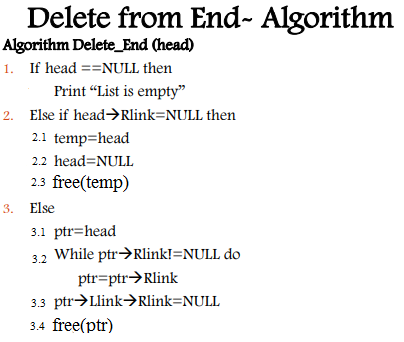 Delete from End- Algorithm
Algorithm Delete_End (head)
1. If head ==NULL then
Print “List is empty”
2. Else if head→Rlink=NULL then
2.1 temp=head
2.2 head=NULL
2.3 free(temp)
3. Else
3.1 ptr=head
3.2 While ptr→Rlink!=NULL do
ptr=ptr→Rlink
3.3 ptr→Llink→Rlink=NULL
3.4 free(ptr)